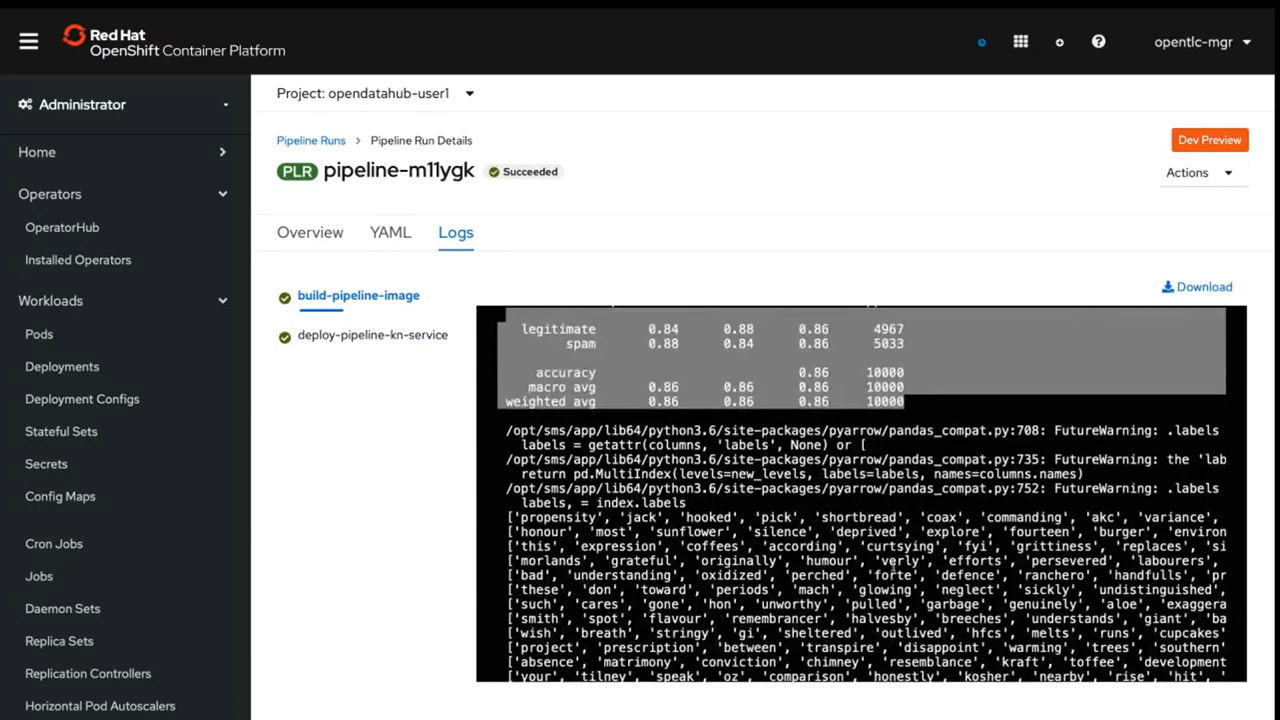 Red Hat
OpenShift Container Platform
opentlc-mgr
Administrator
Home
Operators
OperatorHub
Installed Operators
Workloads
Pods
Deployments
Deployment Configs
Stateful Sets
Secrets
Config Maps
Cron Jobs
Jobs
Daemon Sets
Replica Sets
Replication Controllers
Horizontal Pod Autoscalers
Project: opendatahub-user1
Pipeline Runs > Pipeline Run Details
Dev Preview
PLR pipeline-m11ygk Succeeded
Actions
Overview YAML Logs
build-pipeline-image
deploy-pipeline-kn-service
Download
legitimate 0.84 0.88 0.86 4967
spam 0.88 0.84 0.86 5033
accuracy 0.86 10000
macro avg 0.86 0.86 0.86 10000
weighted avg 0.86 0.86 0.86 10000
/opt/sms/app/lib64/python3.6/site-packages/pyarrow/pandas_compat.py:708: FutureWarning: .labels
labels = getattr(columns, 'labels', None) or [
/opt/sms/app/lib64/python3.6/site-packages/pyarrow/pandas_compat.py:735: FutureWarning: the 'lab
return pd.MultiIndex(levels=new_levels, labels=labels, names=columns.names)
/opt/sms/app/lib64/python3.6/site-packages/pyarrow/pandas_compat.py:752: FutureWarning: .labels
labels, = index.labels
['propensity', 'jack', 'hooked', 'pick', 'shortbread', 'coax', 'commanding', 'akc', 'variance',
['honour', 'most', 'sunflower', 'silence', 'deprived', 'explore', 'fourteen', 'burger', 'environ
['this', 'expression', 'coffees', 'according', 'curtsying', 'fyi', 'grittiness', 'replaces', 'si
['morlands', 'grateful', 'originally', 'humour', 'verly', 'efforts', 'persevered', 'labourers',
['bad', 'understanding', 'oxidized', 'perched', 'forte', 'defence', 'ranchero', 'handfulls', 'pr
['these', 'don', 'toward', 'periods', 'mach', 'glowing', 'neglect', 'sickly', 'undistinguished',
['such', 'cares', 'gone', 'hon', 'unworthy', 'pulled', 'garbage', 'genuinely', 'aloe', 'exaggera
['smith', 'spot', 'flavour', 'remembrancer', 'halvesby', 'breeches', 'understands', 'giant', 'ba
['wish', 'breath', 'stringy', 'gi', 'sheltered', 'outlived', 'hfcs', 'melts', 'runs', 'cupcakes'
['project', 'prescription', 'between', 'transpire', 'disappoint', 'warming', 'trees', 'southern'
['absence', 'matrimony', 'conviction', 'chimney', 'resemblance', 'kraft', 'toffee', 'development
['your', 'tilney', 'speak', 'oz', 'comparison', 'honestly', 'kosher', 'nearby', 'rise', 'hit', '